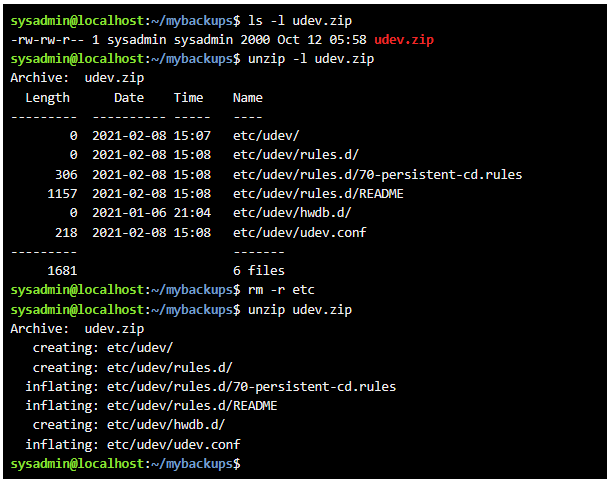 sysadmin@localhost:~/mybackups$ ls -l udev.zip
-rw-rw-r-- 1 sysadmin sysadmin 2000 Oct 12 05:58 udev.zip
sysadmin@localhost:~/mybackups$ unzip -l udev.zip
Archive:  udev.zip
  Length      Date    Time    Name
---------  ---------- -----   ----
        0  2021-02-08 15:07   etc/udev/
        0  2021-02-08 15:08   etc/udev/rules.d/
      306  2021-02-08 15:08   etc/udev/rules.d/70-persistent-cd.rules
     1157  2021-02-08 15:08   etc/udev/rules.d/README
        0  2021-01-06 21:04   etc/udev/hwdb.d/
      218  2021-02-08 15:08   etc/udev/udev.conf
---------                     -------
     1681                     6 files
sysadmin@localhost:~/mybackups$ rm -r etc
sysadmin@localhost:~/mybackups$ unzip udev.zip
Archive:  udev.zip
   creating: etc/udev/
   creating: etc/udev/rules.d/
  inflating: etc/udev/rules.d/70-persistent-cd.rules
  inflating: etc/udev/rules.d/README
   creating: etc/udev/hwdb.d/
  inflating: etc/udev/udev.conf
sysadmin@localhost:~/mybackups$